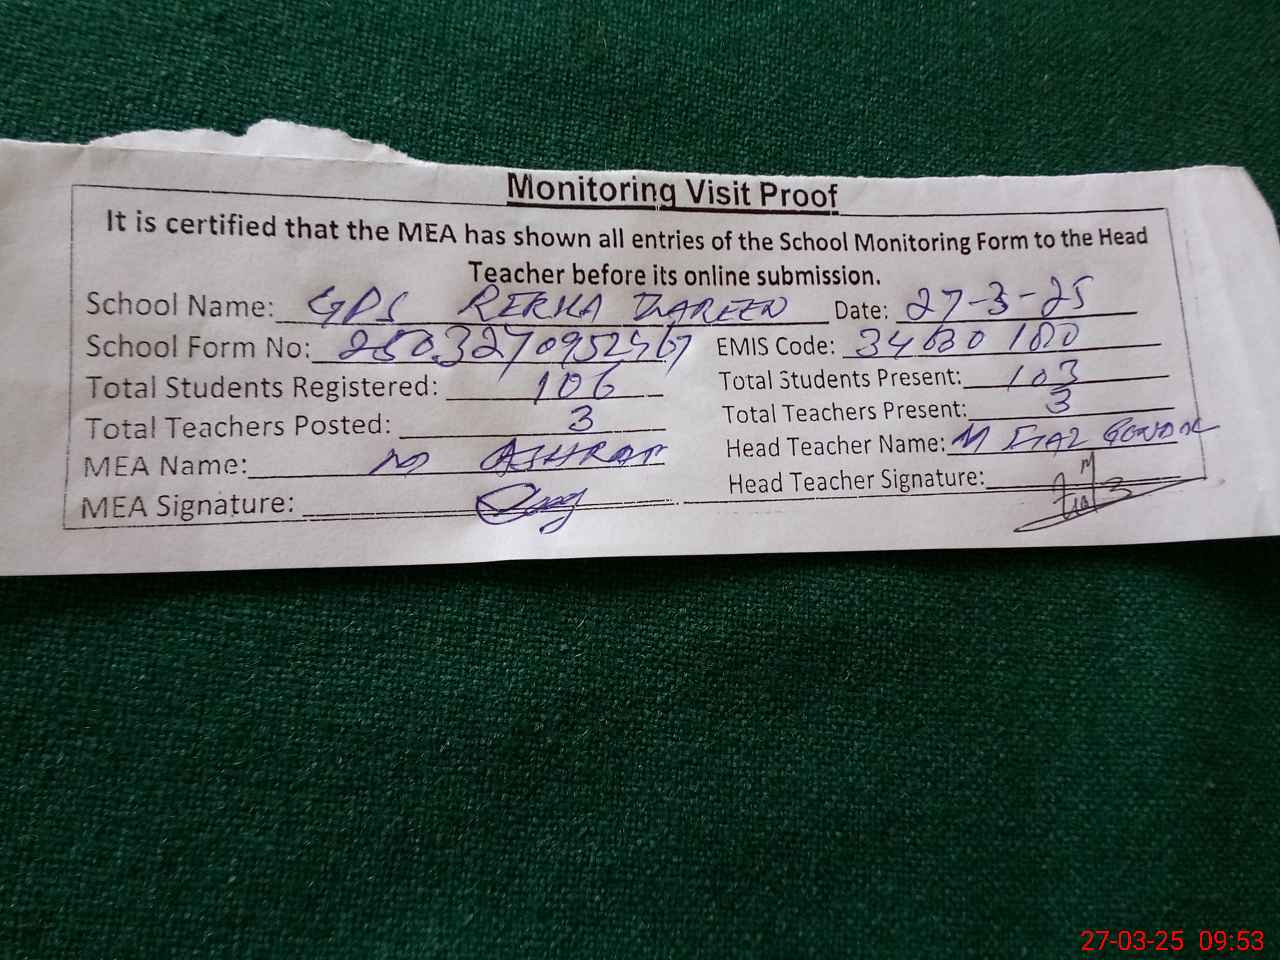 Monitoring Visit Proof
It is certified that the MEA has shown all entries of the School Monitoring Form to the Head
Teacher before its online submission.
School Name: GPS RERKA Date: 27-3-25
School Form No: EMIS Code:
Total Students Registered: 106 Total Students Present: 103
Total Teachers Posted: 3 Total Teachers Present: 3
MEA Name: M ASHRAF Head Teacher Name: M
MEA Signature: Head Teacher Signature:
27-03-25 09:53